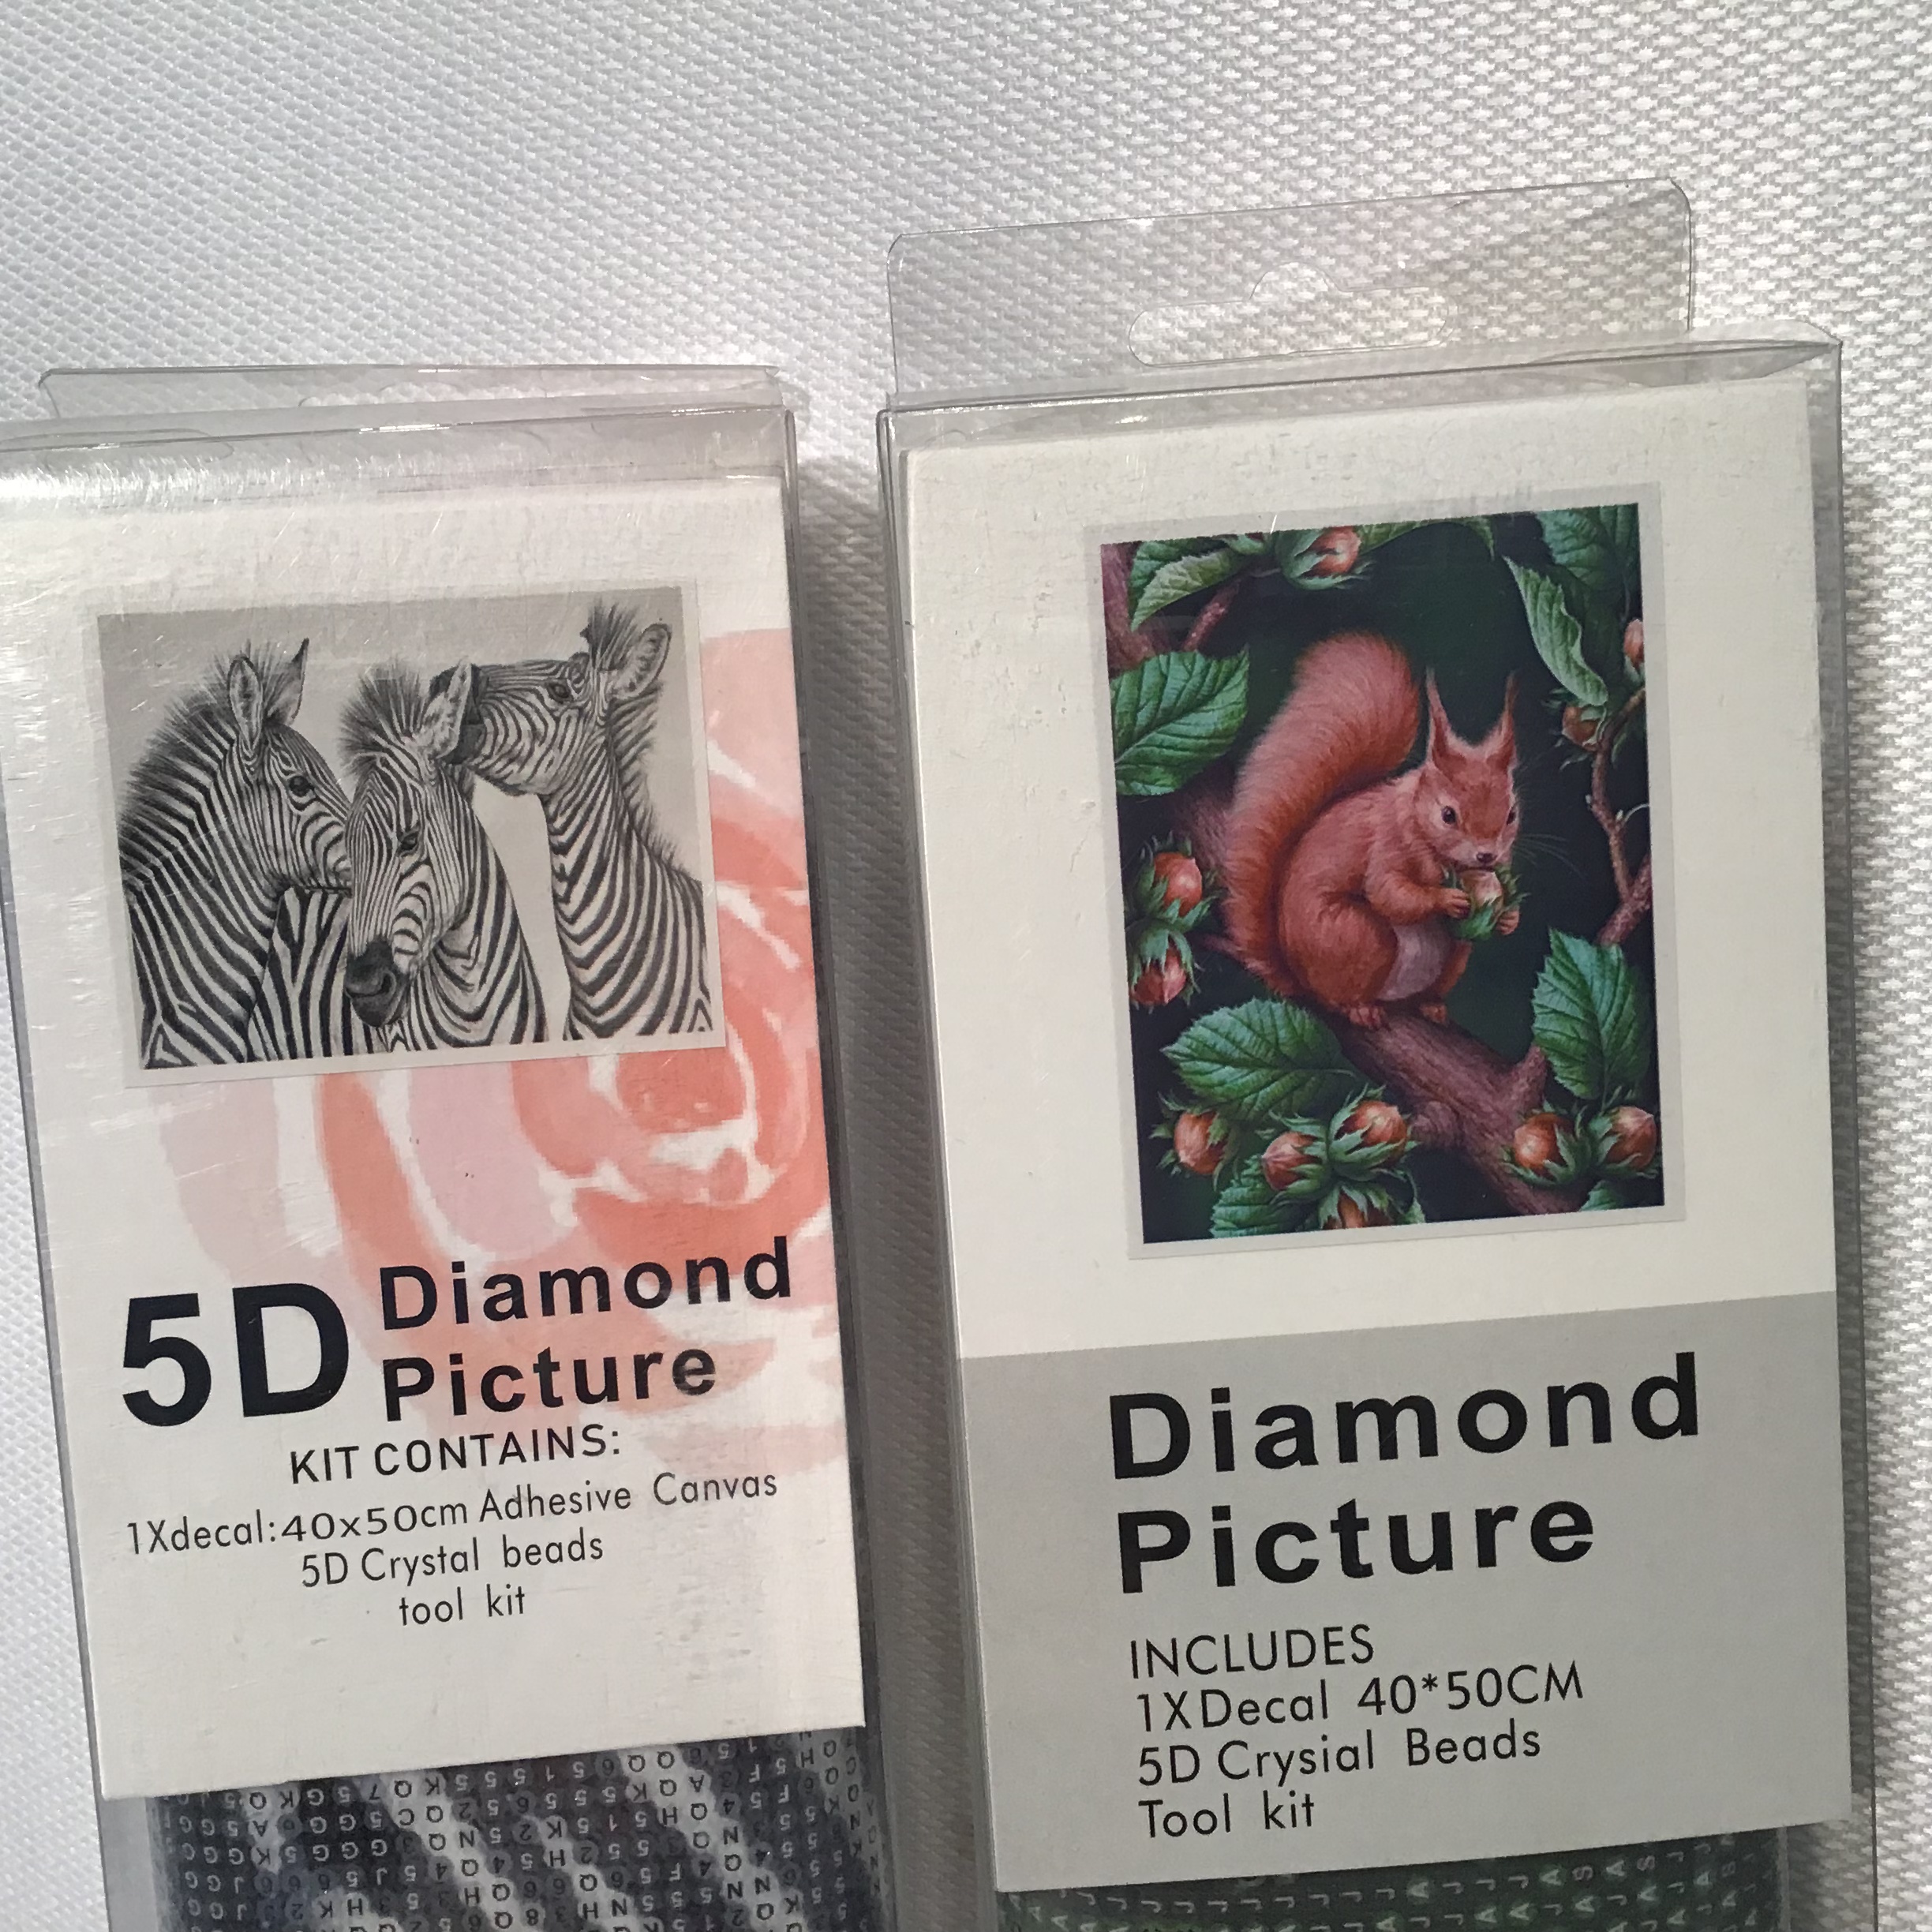 5D Diamond
Picture
KIT CONTAINS:
1Xdecal:40x50cm Adhesive Canvas
5D Crystal beads
tool kit
Diamond
Picture
INCLUDES
1XDecal 40*50CM
5D Crysial Beads
Tool kit